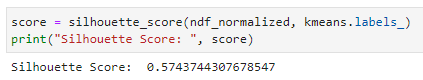 score = silhouette_score(ndf_normalized, kmeans.labels_)
print("Silhouette Score: ", score)
Silhouette Score:  0.5743744307678547